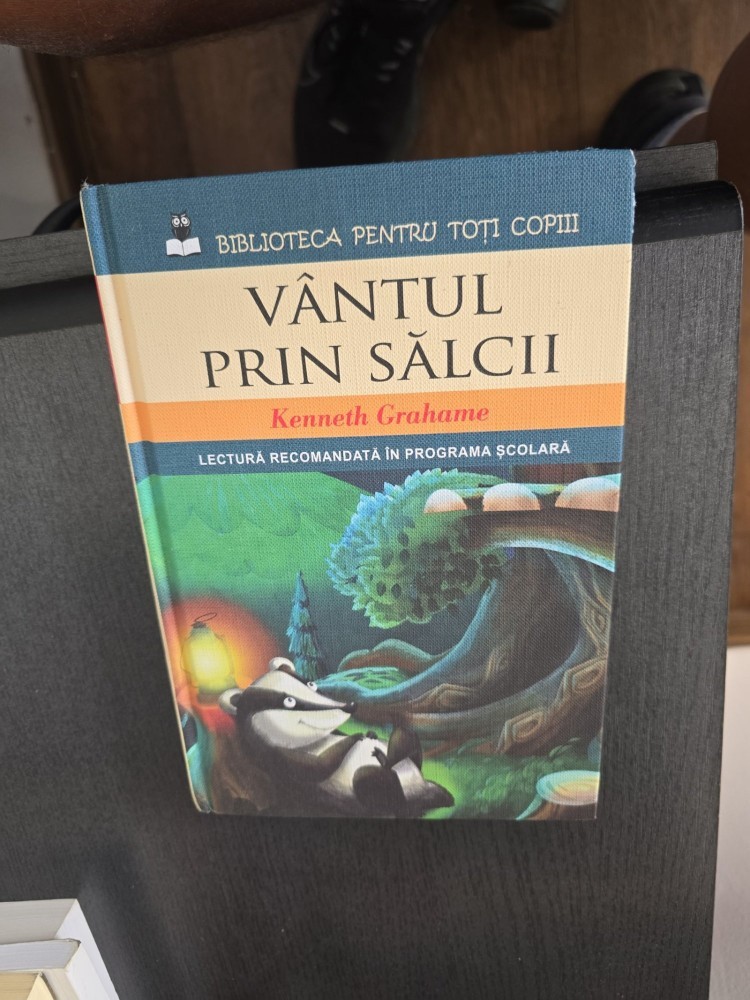 BIBLIOTECA PENTRU TOȚI COPIII
VÂNTUL
PRIN SĂLCII
Kenneth Grahame
LECTURĂ RECOMANDATĂ ÎN PROGRAMA ȘCOLARĂ